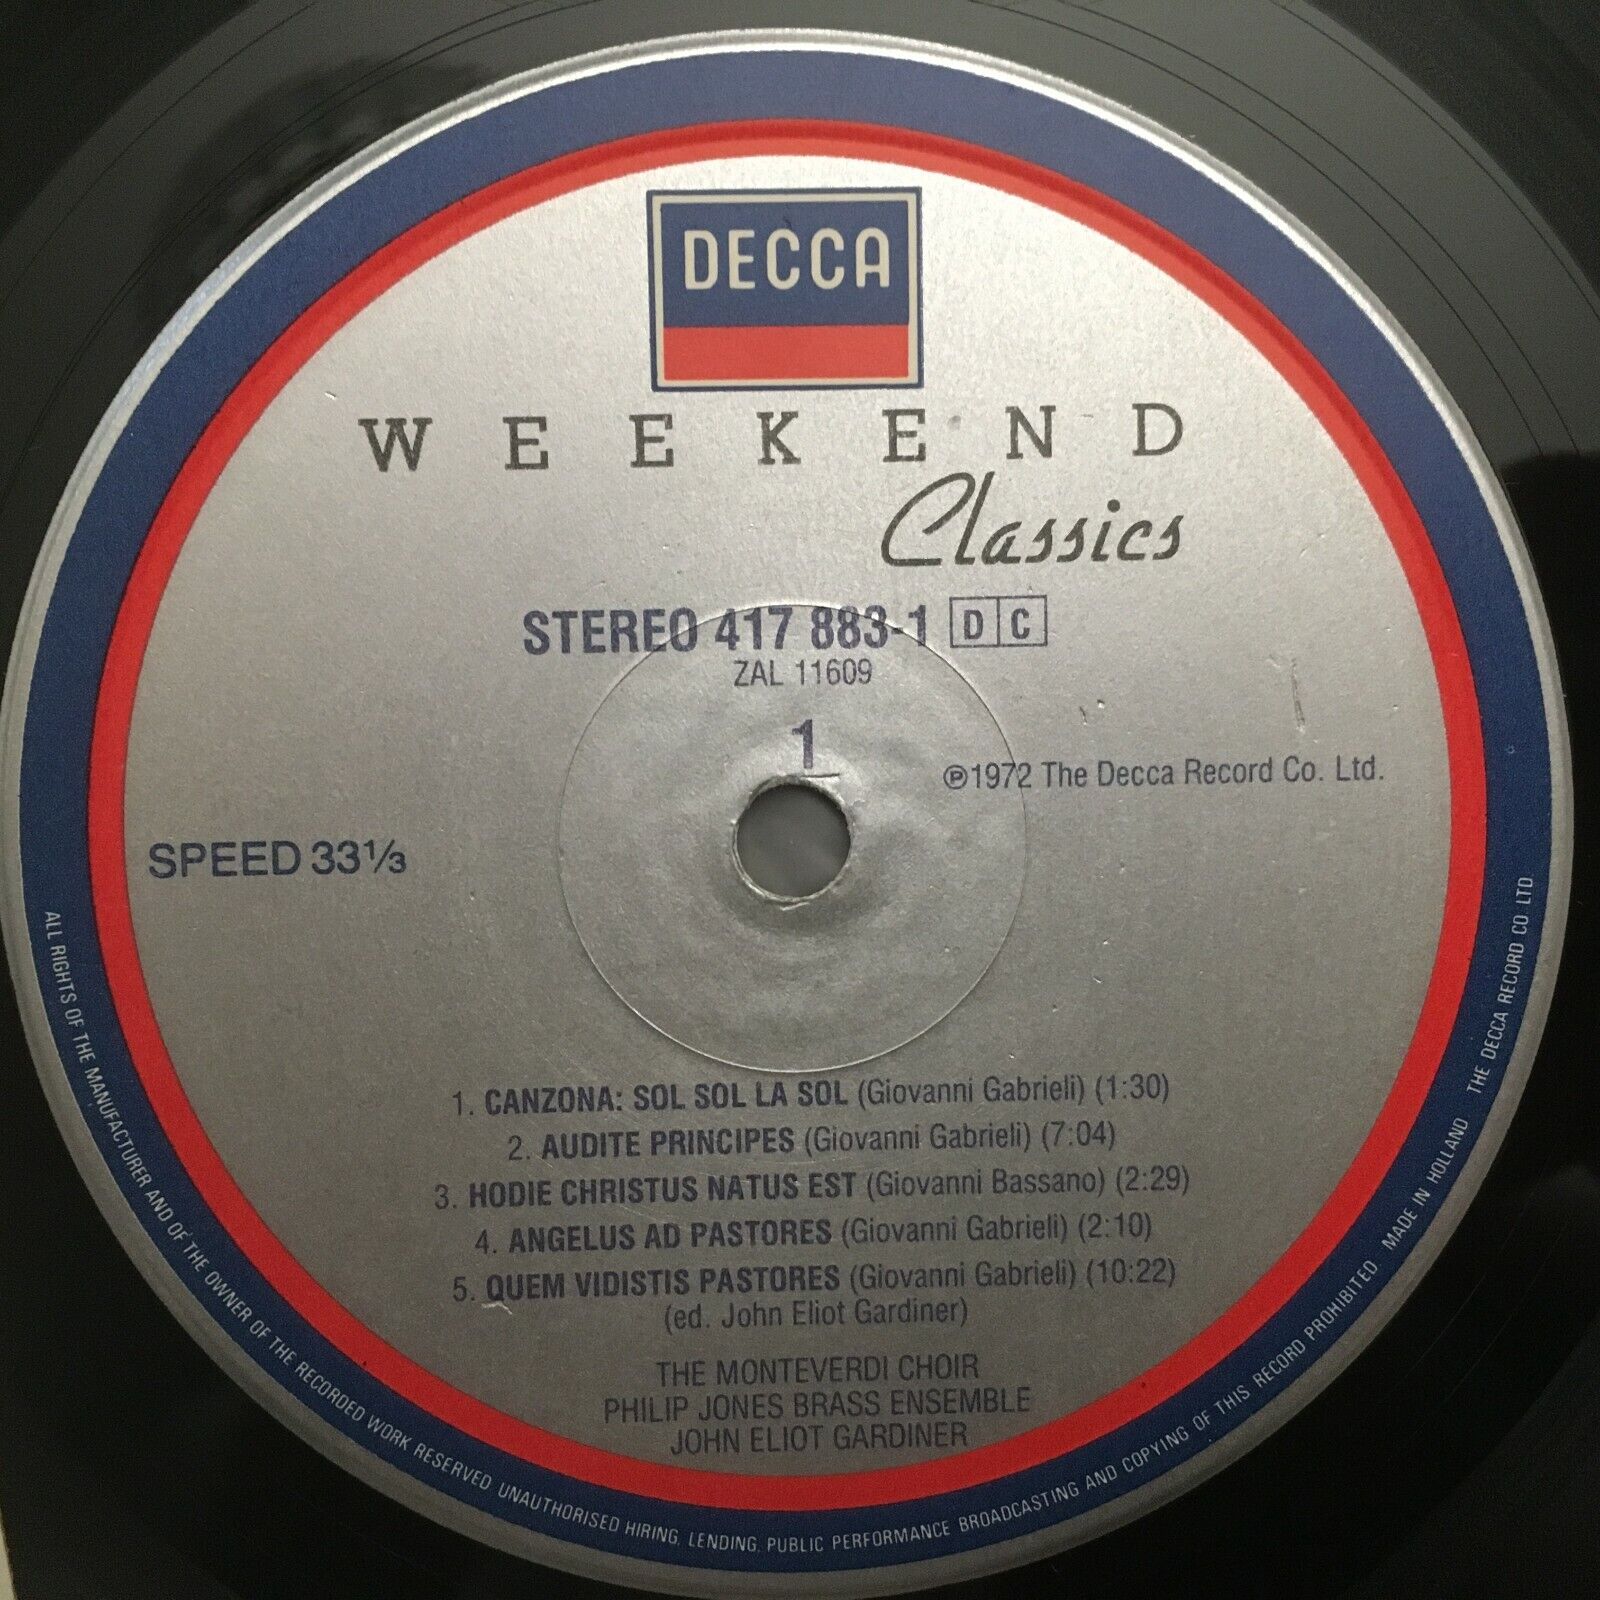 DECCA
WEEKEND
Classics
STEREO 417 883-1 D C
ZAL 11609
1
℗1972 The Decca Record Co. Ltd.
SPEED 33⅓
1. CANZONA: SOL SOL LA SOL (Giovanni Gabrieli) (1:30)
2. AUDITE PRINCIPES (Giovanni Gabrieli) (7:04)
3. HODIE CHRISTUS NATUS EST (Giovanni Bassano) (2:29)
4. ANGELUS AD PASTORES (Giovanni Gabrieli) (2:10)
5. QUEM VIDISTIS PASTORES (Giovanni Gabrieli) (10:22)
(ed. John Eliot Gardiner)
THE MONTEVERDI CHOIR
PHILIP JONES BRASS ENSEMBLE
JOHN ELIOT GARDINER
ALL RIGHTS OF THE MANUFACTURER AND OF THE OWNER OF THE RECORDED WORK RESERVED. UNAUTHORISED HIRING, LENDING, PUBLIC PERFORMANCE BROADCASTING AND COPYING OF THIS RECORD PROHIBITED MADE IN HOLLAND THE DECCA RECORD CO LTD